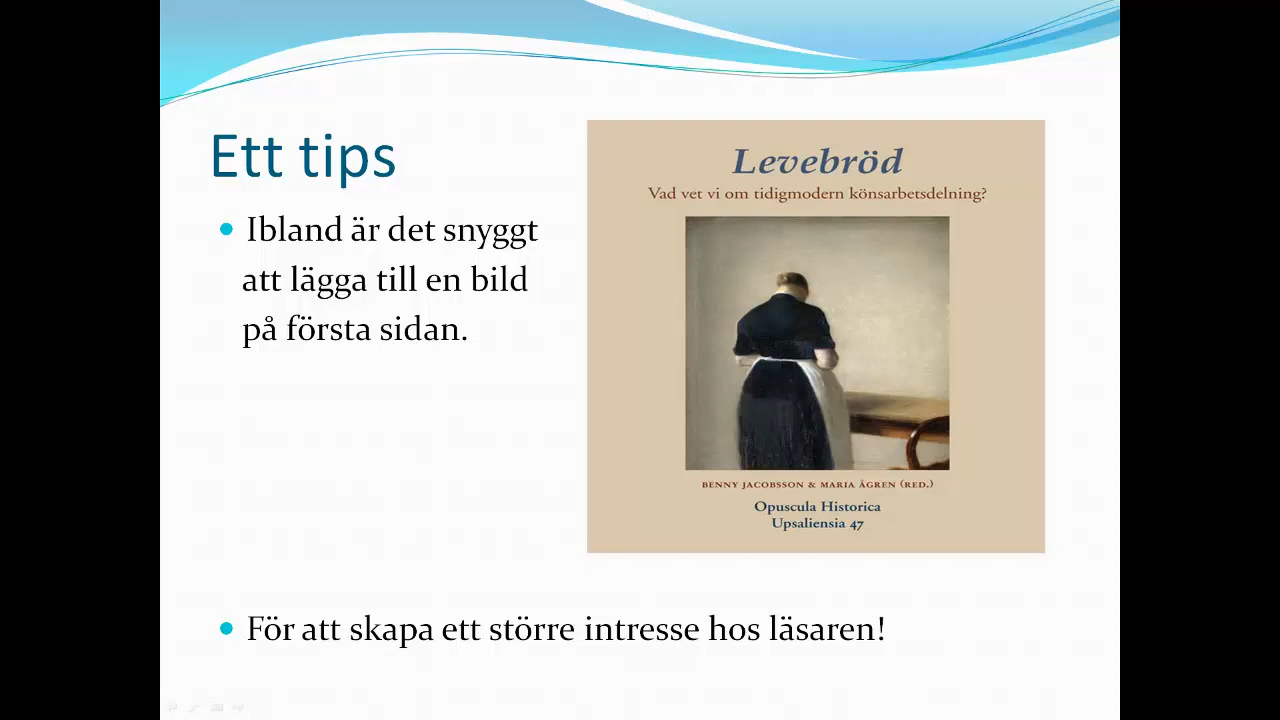 Ett tips
Ibland är det snyggt
att lägga till en bild
på första sidan.
Levebröd
Vad vet vi om tidigmodern könsarbetsdelning?
BENNY JACOBSSON & MARIA ÅGREN (RED.)
Opuscula Historica
Upsaliensia 47
För att skapa ett större intresse hos läsaren!